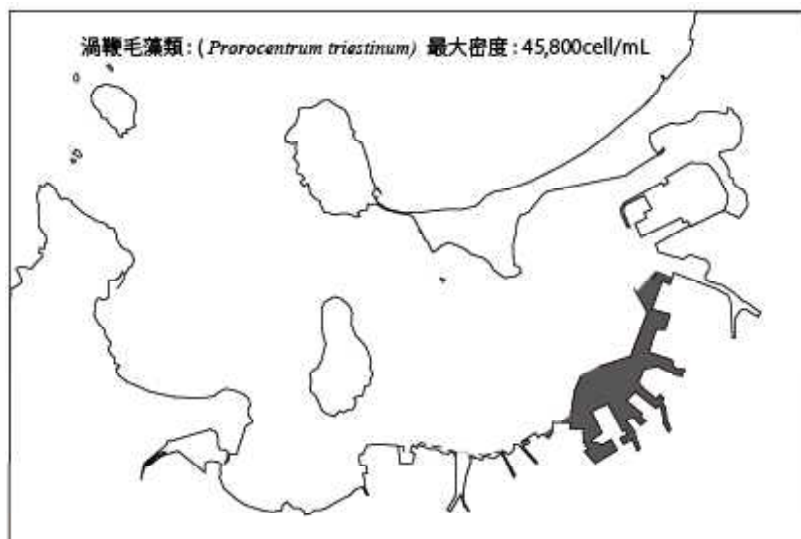 渦鞭毛藻類 : ( Prorocentrum triestinum) 最大密度 : 45,800cell/mL